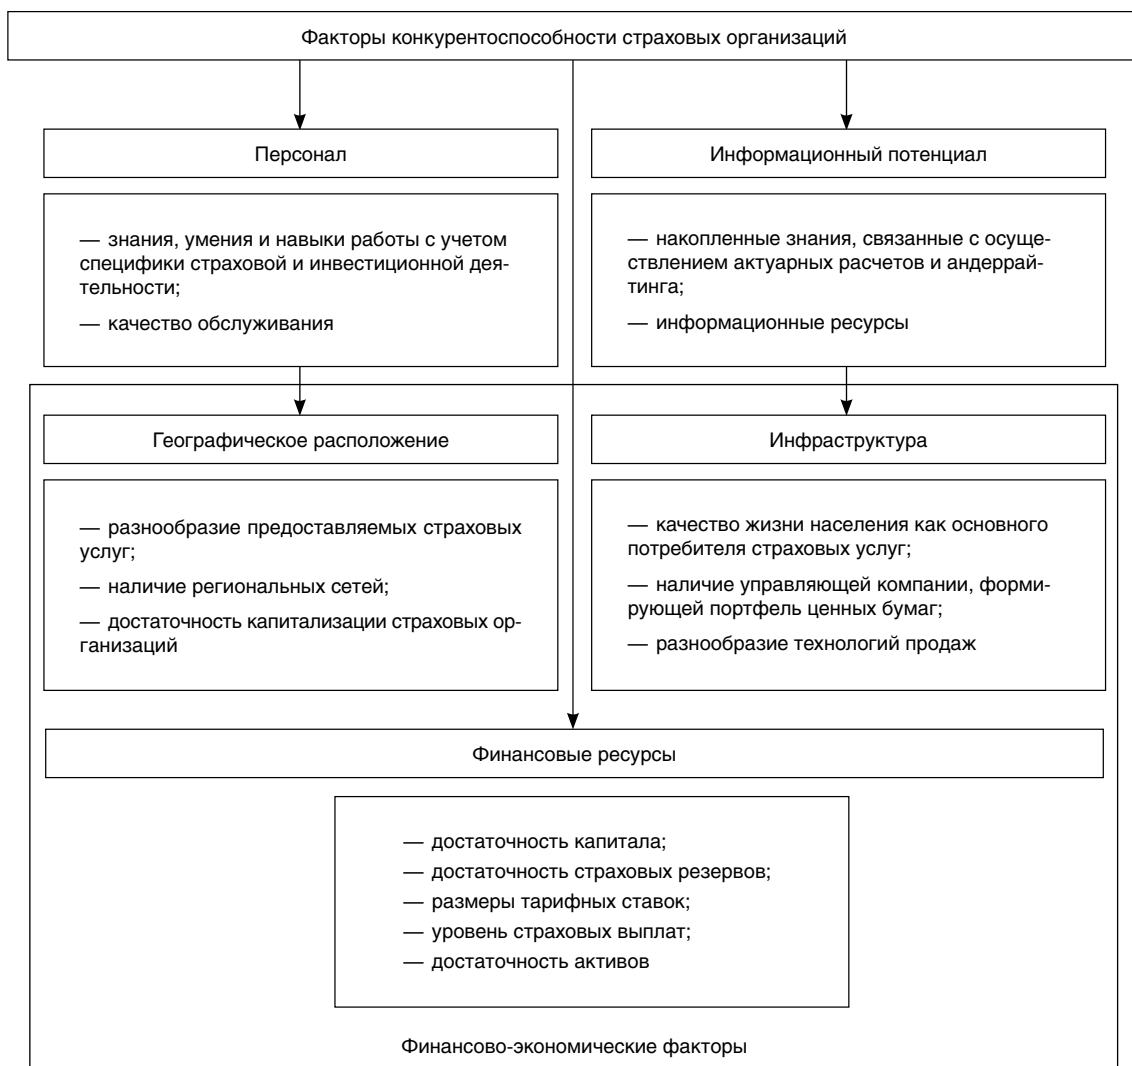 Факторы конкурентоспособности страховых организаций
Персонал
— знания, умения и навыки работы с учетом
специфики страховой и инвестиционной дея-
тельности;
— качество обслуживания
Информационный потенциал
— накопленные знания, связанные с осуще-
ствлением актуарных расчетов и андеррай-
тинга;
— информационные ресурсы
Географическое расположение
— разнообразие предоставляемых страховых
услуг;
— наличие региональных сетей;
— достаточность капитализации страховых ор-
ганизаций
Инфраструктура
— качество жизни населения как основного
потребителя страховых услуг;
— наличие управляющей компании, форми-
рующей портфель ценных бумаг;
— разнообразие технологий продаж
Финансовые ресурсы
— достаточность капитала;
— достаточность страховых резервов;
— размеры тарифных ставок;
— уровень страховых выплат;
— достаточность активов
Финансово-экономические факторы